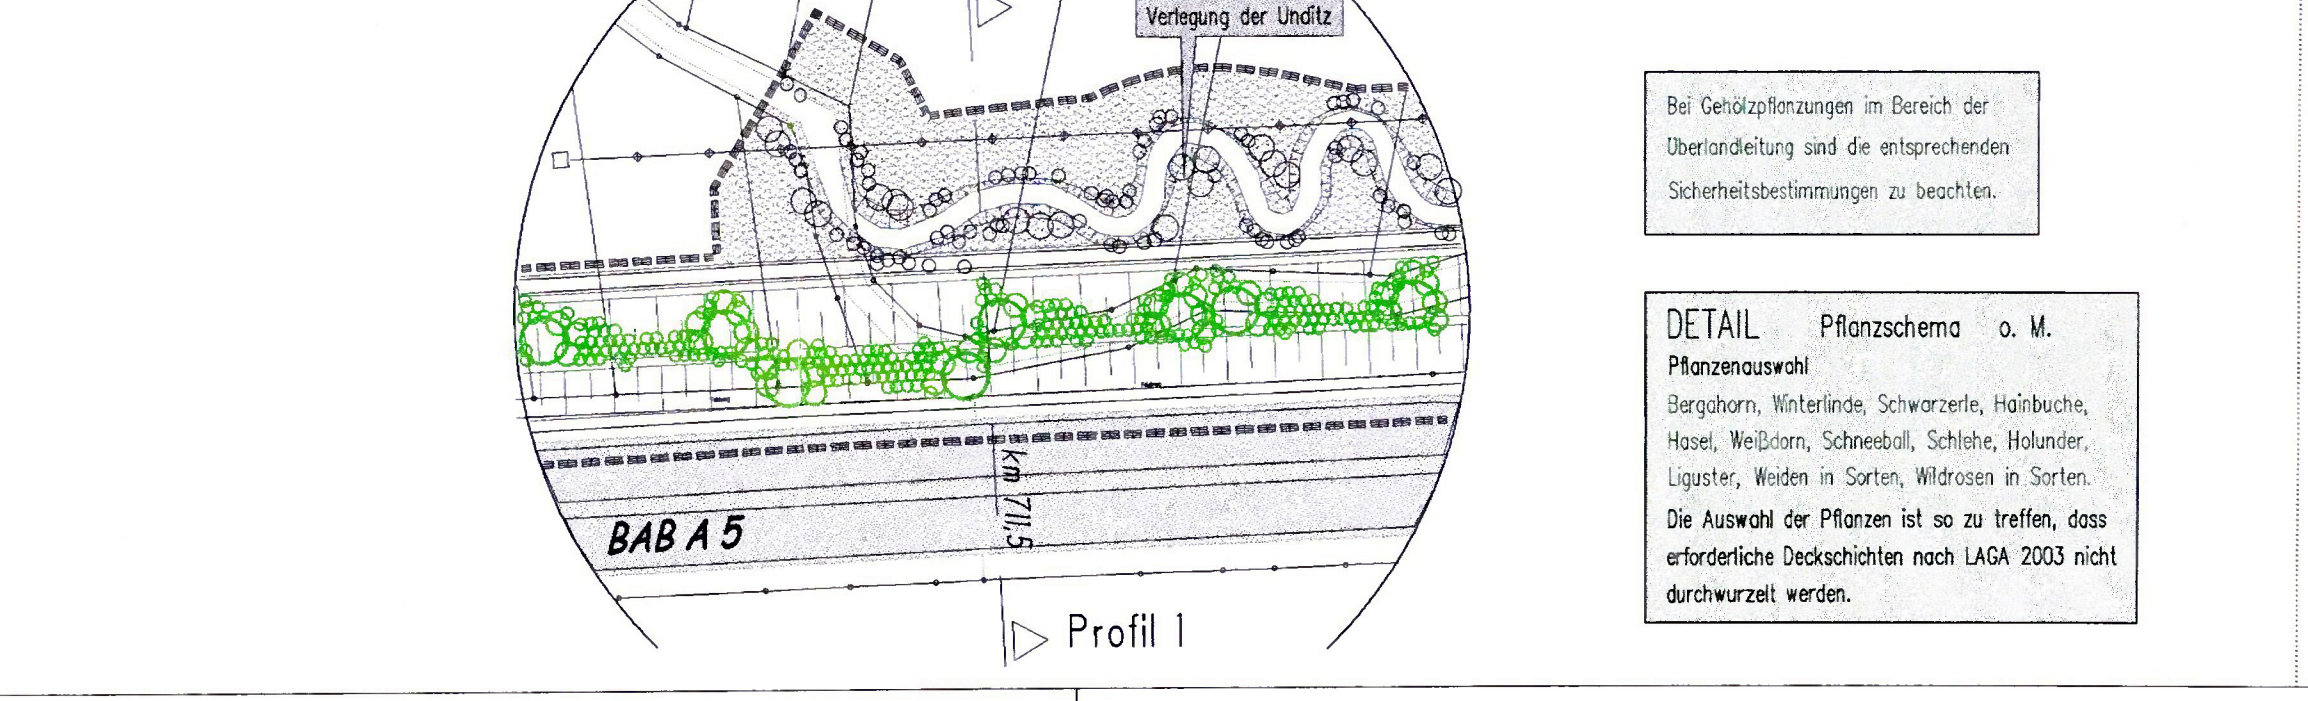 Verlegung der Unditz
Bei Gehölzpflanzungen im Bereich der
Überlandleitung sind die entsprechenden
Sicherheitsbestimmungen zu beachten.
DETAIL Pflanzschema o. M.
Pflanzenauswahl
Bergahorn, Winterlinde, Schwarzerle, Hainbuche,
Hasel, Weißdorn, Schneeball, Schlehe, Holunder,
Liguster, Weiden in Sorten, Wildrosen in Sorten.
Die Auswahl der Pflanzen ist so zu treffen, dass
erforderliche Deckschichten nach LAGA 2003 nicht
durchwurzelt werden.
km 711,5
BAB A 5
Profil 1